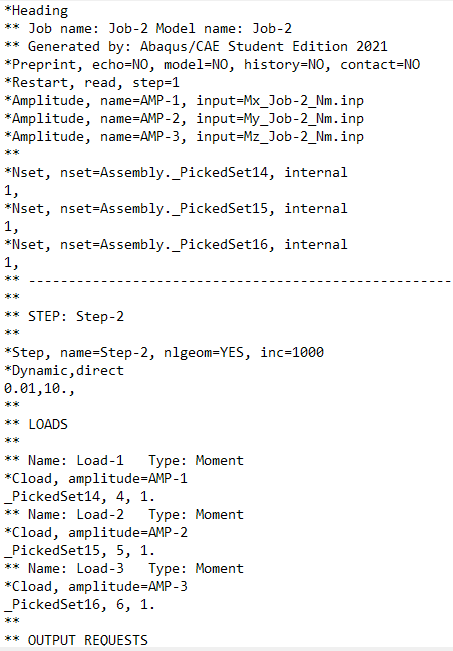 *Heading
** Job name: Job-2 Model name: Job-2
** Generated by: Abaqus/CAE Student Edition 2021
*Preprint, echo=NO, model=NO, history=NO, contact=NO
*Restart, read, step=1
*Amplitude, name=AMP-1, input=Mx_Job-2_Nm.inp
*Amplitude, name=AMP-2, input=My_Job-2_Nm.inp
*Amplitude, name=AMP-3, input=Mz_Job-2_Nm.inp
**
*Nset, nset=Assembly._PickedSet14, internal
1,
*Nset, nset=Assembly._PickedSet15, internal
1,
*Nset, nset=Assembly._PickedSet16, internal
1,
** -----------------------------------------------------
**
** STEP: Step-2
**
*Step, name=Step-2, nlgeom=YES, inc=1000
*Dynamic,direct
0.01,10.,
**
** LOADS
**
** Name: Load-1   Type: Moment
*Cload, amplitude=AMP-1
_PickedSet14, 4, 1.
** Name: Load-2   Type: Moment
*Cload, amplitude=AMP-2
_PickedSet15, 5, 1.
** Name: Load-3   Type: Moment
*Cload, amplitude=AMP-3
_PickedSet16, 6, 1.
**
** OUTPUT REQUESTS